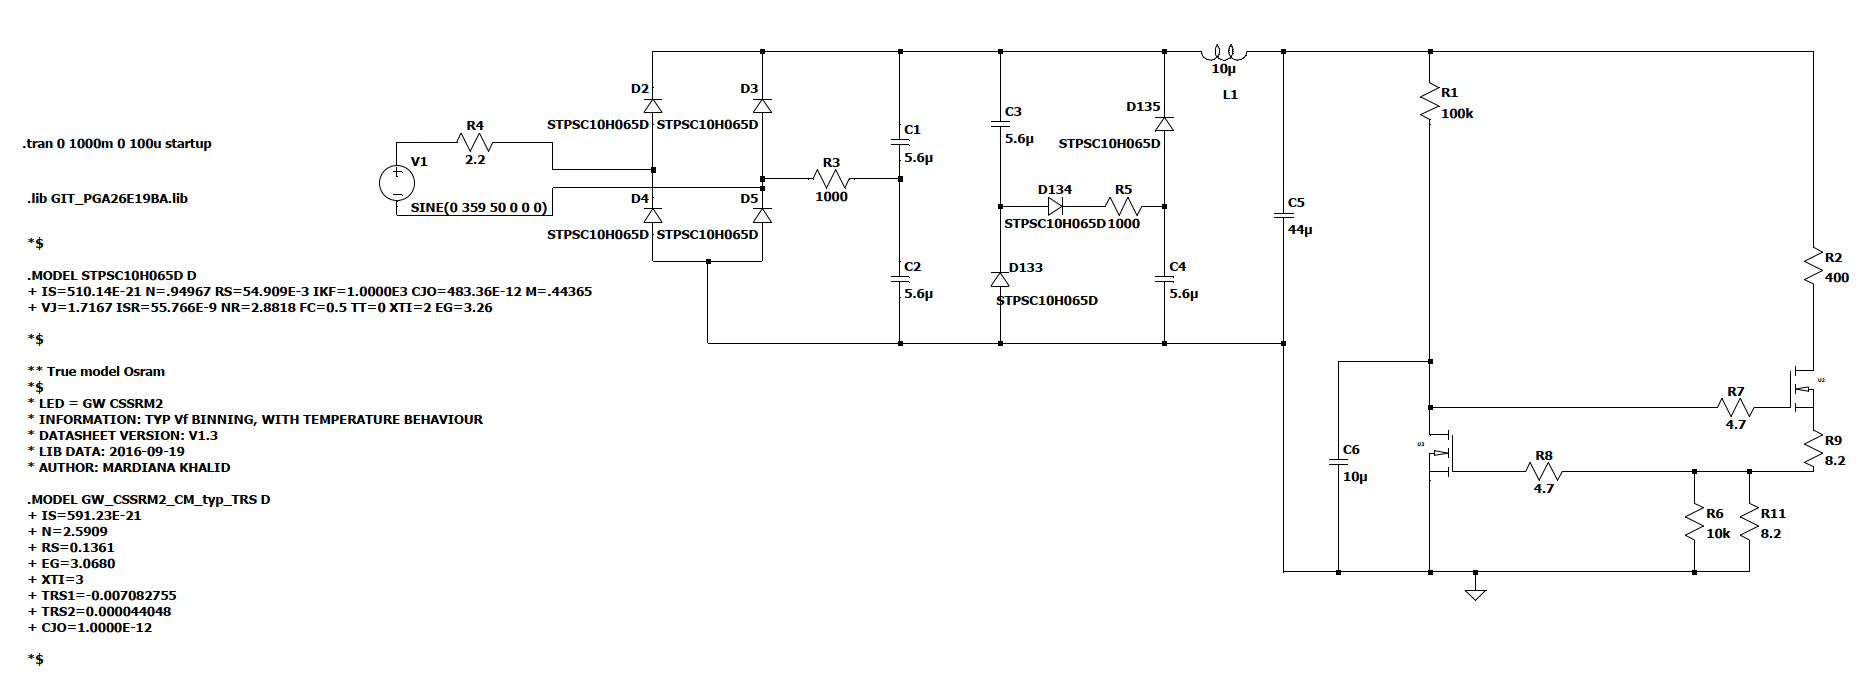 .tran 0 1000m 0 100u startup
.lib GIT_PGA26E19BA.lib
*$
.MODEL STPSC10H065D D
+ IS=510.14E-21 N=.94967 RS=54.909E-3 IKF=1.0000E3 CJO=483.36E-12 M=.44365
+ VJ=1.7167 ISR=55.766E-9 NR=2.8818 FC=0.5 TT=0 XTI=2 EG=3.26
*$
** True model Osram
*$
* LED = GW CSSRM2
* INFORMATION: TYP Vf BINNING, WITH TEMPERATURE BEHAVIOUR
* DATASHEET VERSION: V1.3
* LIB DATA: 2016-09-19
* AUTHOR: MARDIANA KHALID
.MODEL GW_CSSRM2_CM_typ_TRS D
+ IS=591.23E-21
+ N=2.5909
+ RS=0.1361
+ EG=3.0680
+ XTI=3
+ TRS1=-0.007082755
+ TRS2=0.000044048
+ CJO=1.0000E-12
*$
R4
2.2
V1
SINE(0 359 50 0 0 0)
D2
STPSC10H065D
D3
STPSC10H065D
D4
STPSC10H065D
D5
STPSC10H065D
R3
1000
C1
5.6µ
C2
5.6µ
C3
5.6µ
D135
STPSC10H065D
D134
STPSC10H065D
R5
1000
D133
STPSC10H065D
C4
5.6µ
10µ
L1
C5
44µ
R1
100k
R2
400
U2
R7
4.7
R9
8.2
U3
C6
10µ
R8
4.7
R6
10k
R11
8.2